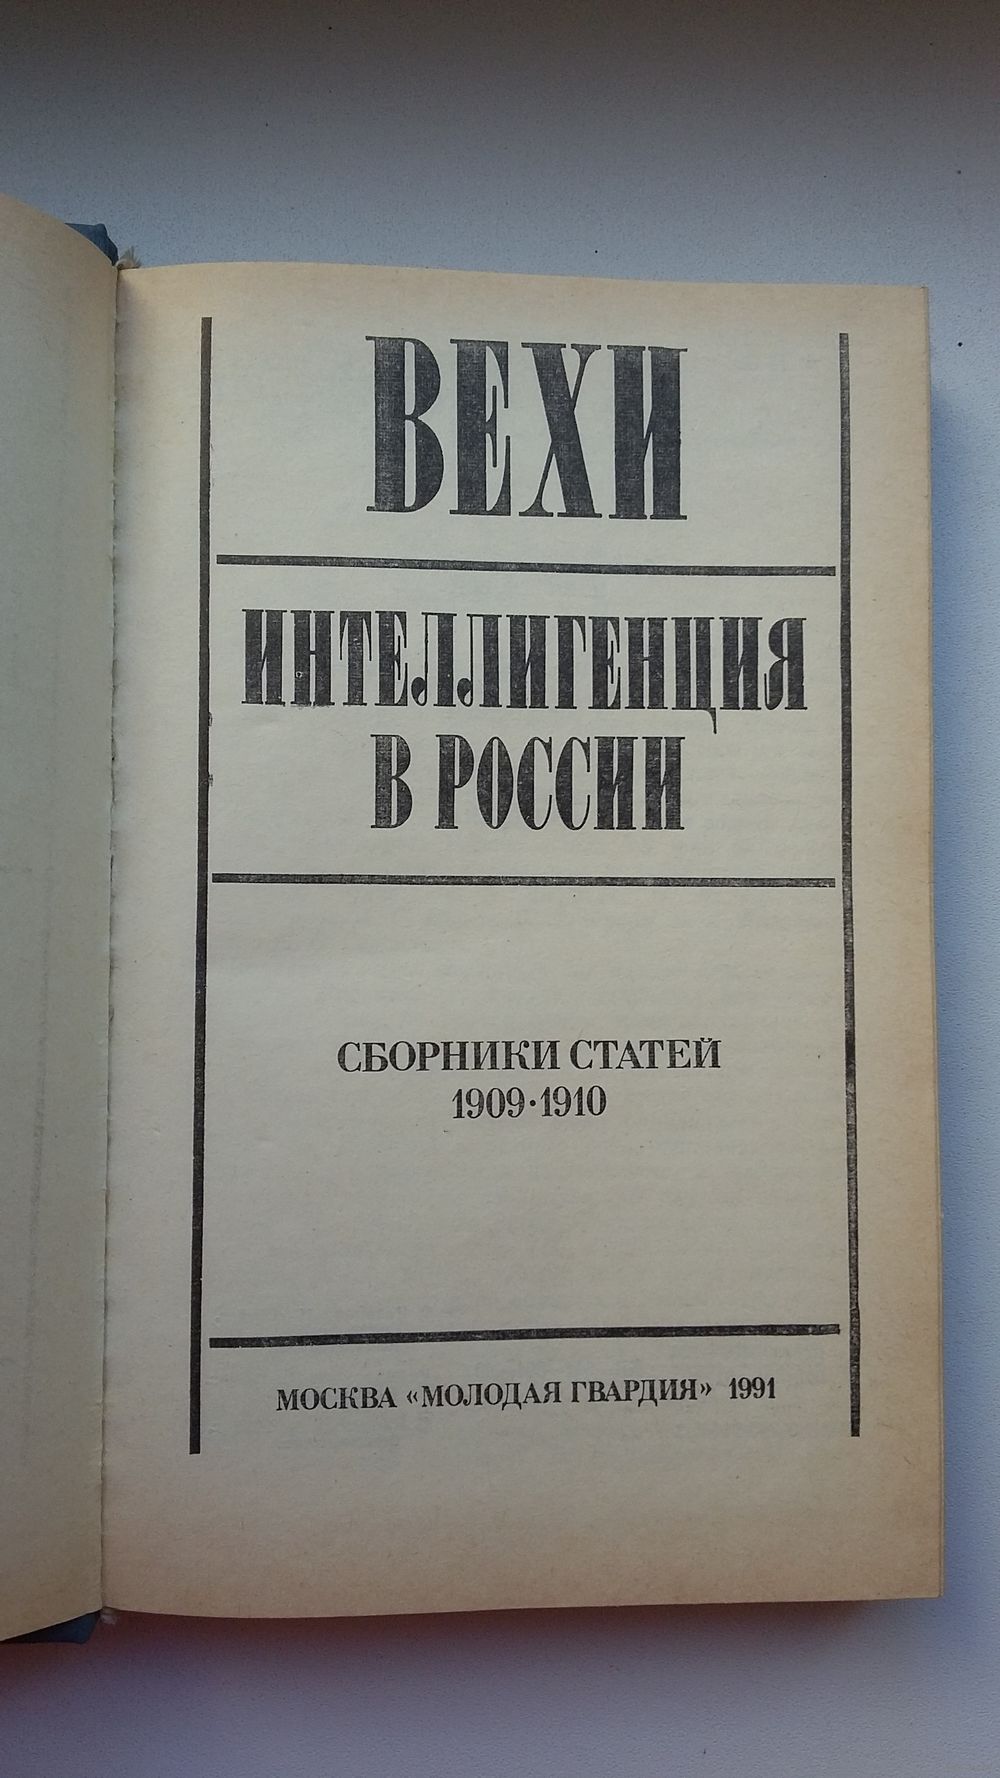 ВЕХИ
ИНТЕЛЛИГЕНЦИЯ
В РОССИИ
СБОРНИКИ СТАТЕЙ
1909·1910
МОСКВА «МОЛОДАЯ ГВАРДИЯ» 1991